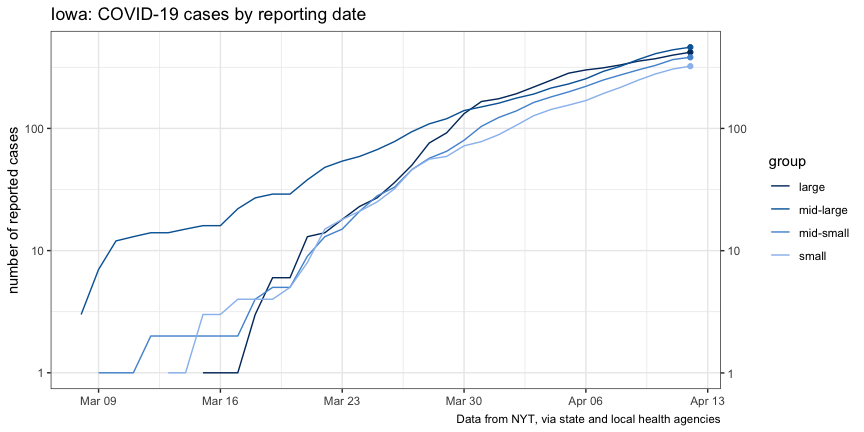 Iowa: COVID-19 cases by reporting date
number of reported cases
100
10
1
100
10
1
Mar 09 Mar 16 Mar 23 Mar 30 Apr 06 Apr 13
group
large
mid-large
mid-small
small
Data from NYT, via state and local health agencies